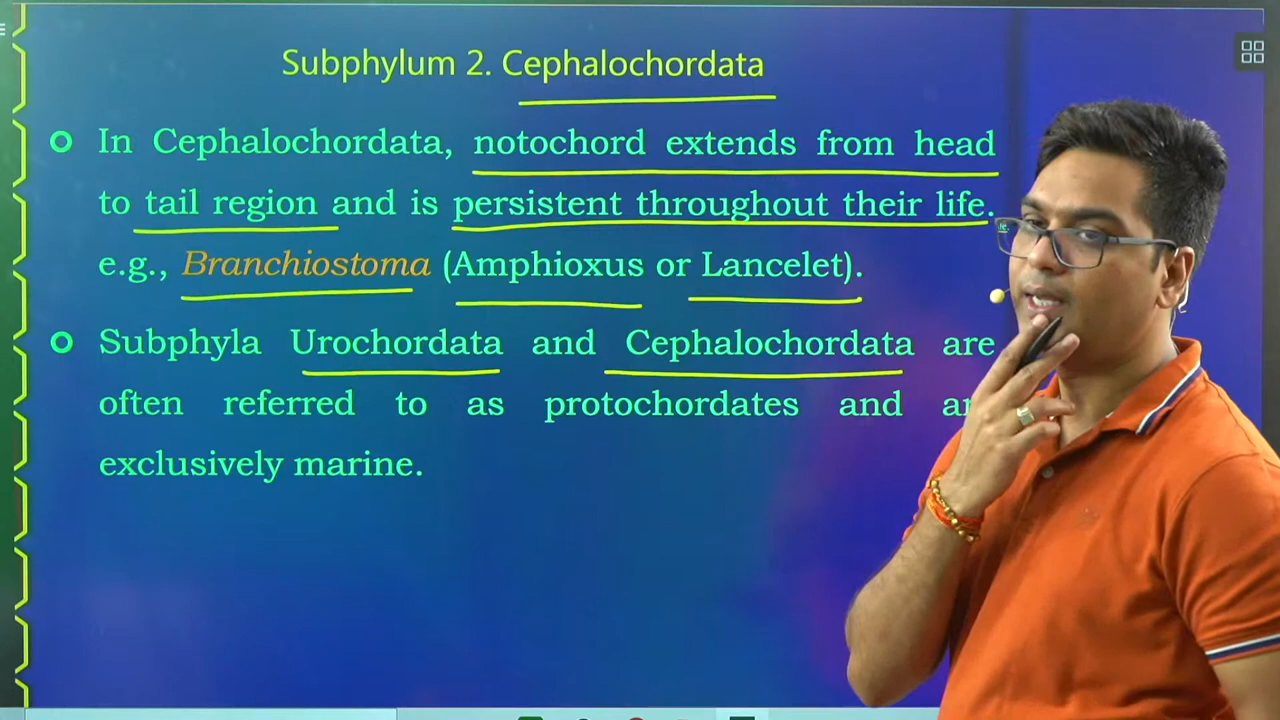 Subphylum 2. Cephalochordata
In Cephalochordata, notochord extends from head
to tail region and is persistent throughout their life.
e.g., Branchiostoma (Amphioxus or Lancelet).
Subphyla Urochordata and Cephalochordata are
often referred to as protochordates and
exclusively marine.